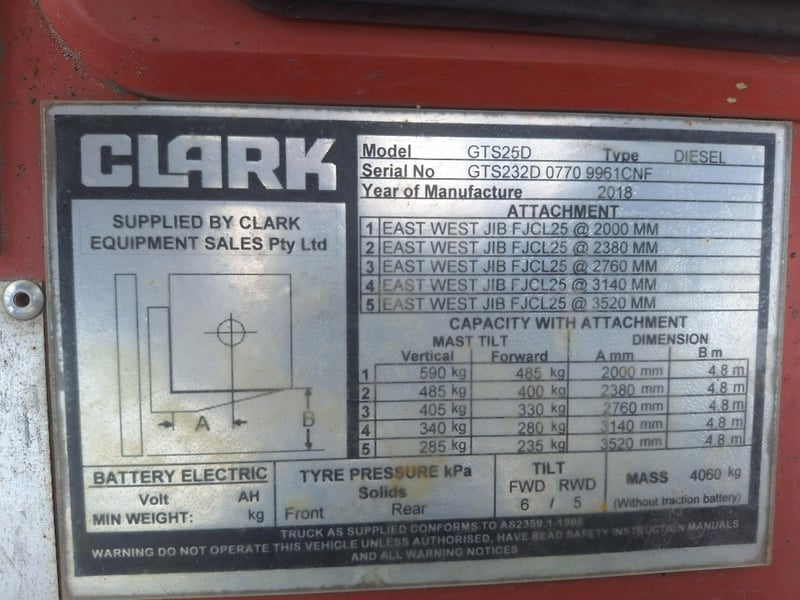 CLARK
SUPPLIED BY CLARK
EQUIPMENT SALES Pty Ltd
A
B
Model GTS25D Type DIESEL
Serial No GTS232D 0770 9961CNF
Year of Manufacture 2018
ATTACHMENT
1 EAST WEST JIB FJCL25 @ 2000 MM
2 EAST WEST JIB FJCL25 @ 2380 MM
3 EAST WEST JIB FJCL25 @ 2760 MM
4 EAST WEST JIB FJCL25 @ 3140 MM
5 EAST WEST JIB FJCL25 @ 3520 MM
CAPACITY WITH ATTACHMENT
MAST TILT DIMENSION
Vertical Forward A mm B m
1 590 kg 485 kg 2000 mm 4.8 m
2 485 kg 400 kg 2380 mm 4.8 m
3 405 kg 330 kg 2760 mm 4.8 m
4 340 kg 280 kg 3140 mm 4.8 m
5 285 kg 235 kg 3520 mm 4.8 m
BATTERY ELECTRIC
Volt AH
MIN WEIGHT: kg
TYRE PRESSURE kPa
Solids
Front Rear
TILT
FWD RWD
6 / 5
MASS 4060 kg
(Without traction battery)
TRUCK AS SUPPLIED CONFORMS TO AS2359.1-1995
WARNING DO NOT OPERATE THIS VEHICLE UNLESS AUTHORISED, HAVE READ SAFETY INSTRUCTION MANUALS
AND ALL WARNING NOTICES